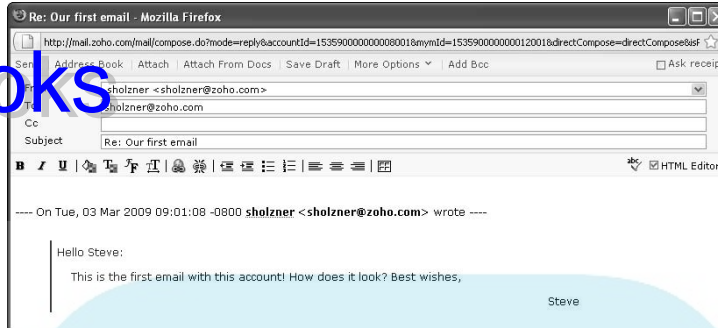 Re: Our first email - Mozilla Firefox
http://mail.zoho.com/mail/compose.do?mode=reply&accountId=1535900000000080018&mymId=1535900000000012001&directCompose=directCompose&isF
Address Book | Attach | Attach From Docs | Save Draft | More Options | Add Bcc Ask receip
oks
sholzner <sholzner@zoho.com>
sholzner@zoho.com
Cc
Subject Re: Our first email
B I U HTML Editor
---- On Tue, 03 Mar 2009 09:01:08 -0800 sholzner <sholzner@zoho.com> wrote ----
Hello Steve:
This is the first email with this account! How does it look? Best wishes,
Steve